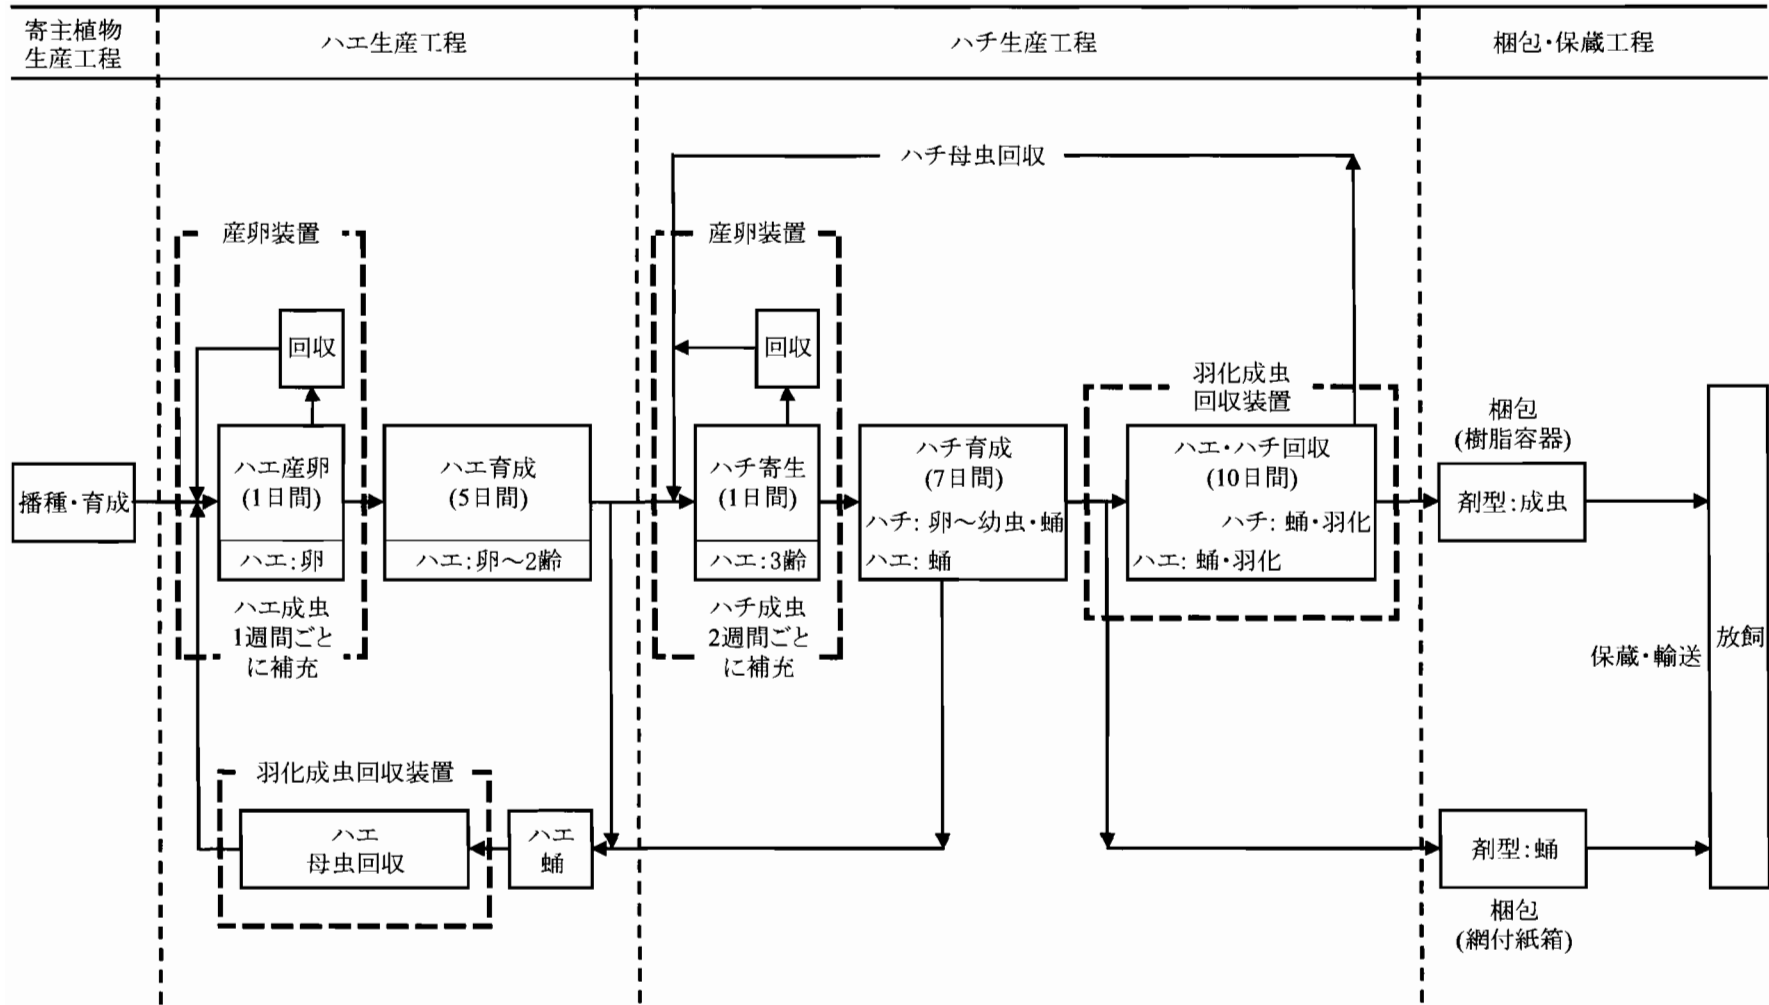 寄主植物
生産工程
ハエ生産工程
ハチ生産工程
梱包・保蔵工程
ハチ母虫回収
産卵装置
産卵装置
回収
回収
羽化成虫
回収装置
播種・育成
ハエ産卵
(1日間)
ハエ:卵
ハエ成虫
1週間ごと
に補充
ハエ育成
(5日間)
ハエ:卵～2齢
ハチ寄生
(1日間)
ハエ:3齢
ハチ成虫
2週間ごと
に補充
ハチ育成
(7日間)
ハチ: 卵～幼虫・蛹
ハエ: 蛹
ハエ・ハチ回収
(10日間)
ハチ: 蛹・羽化
ハエ: 蛹・羽化
梱包
(樹脂容器)
剤型:成虫
保蔵・輸送
放飼
羽化成虫回収装置
ハエ
母虫回収
ハエ
蛹
剤型:蛹
梱包
(網付紙箱)